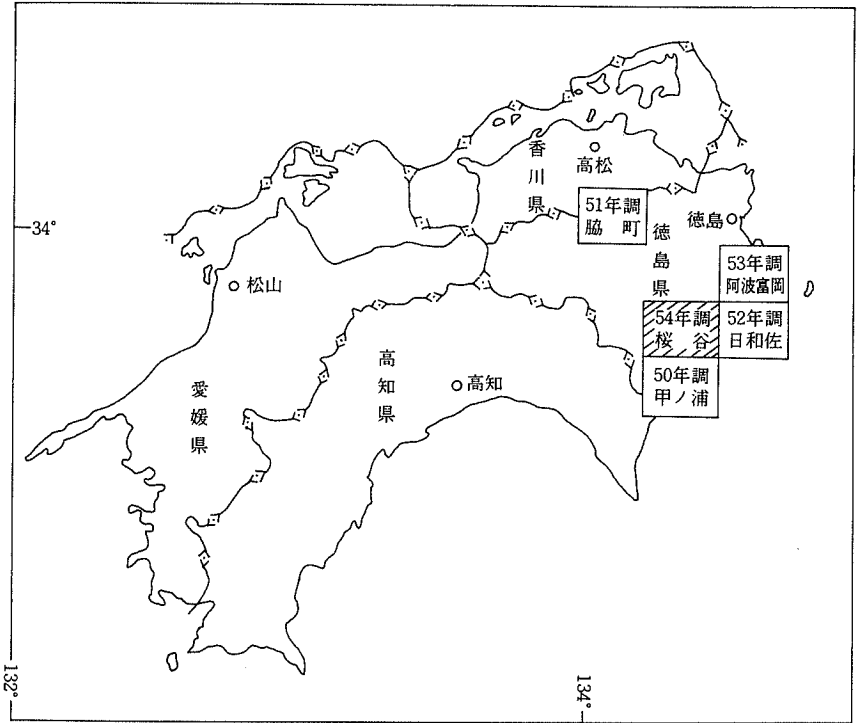 香川県
高松
51年調
脇町
徳島県
徳島
34°
53年調
阿波富岡
松山
54年調
桜谷
52年調
日和佐
高知県
高知
50年調
甲ノ浦
愛媛県
132°
134°